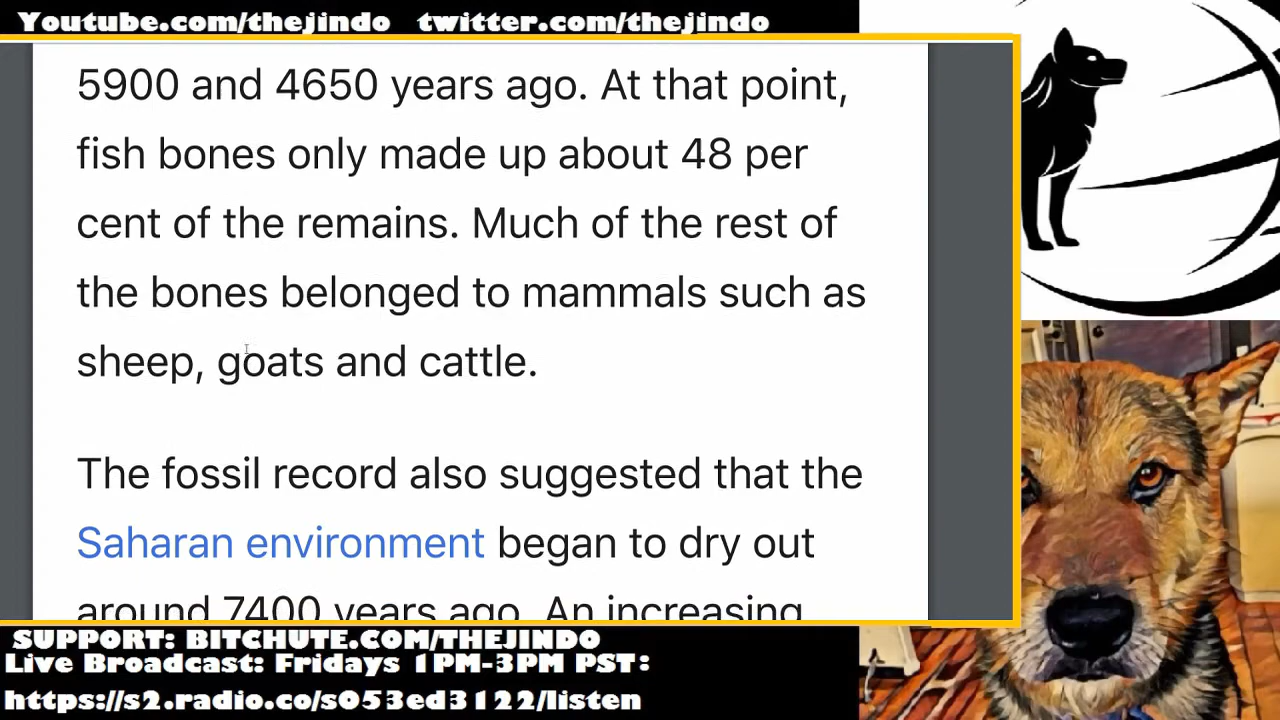 Youtube.com/thejindo twitter.com/thejindo
5900 and 4650 years ago. At that point,
fish bones only made up about 48 per
cent of the remains. Much of the rest of
the bones belonged to mammals such as
sheep, goats and cattle.
The fossil record also suggested that the
Saharan environment began to dry out
around 7400 years ago. An increasing
SUPPORT: BITCHUTE.COM/THEJINDO
Live Broadcast: Fridays 1PM-3PM PST:
https://s2.radio.co/s053ed3122/listen